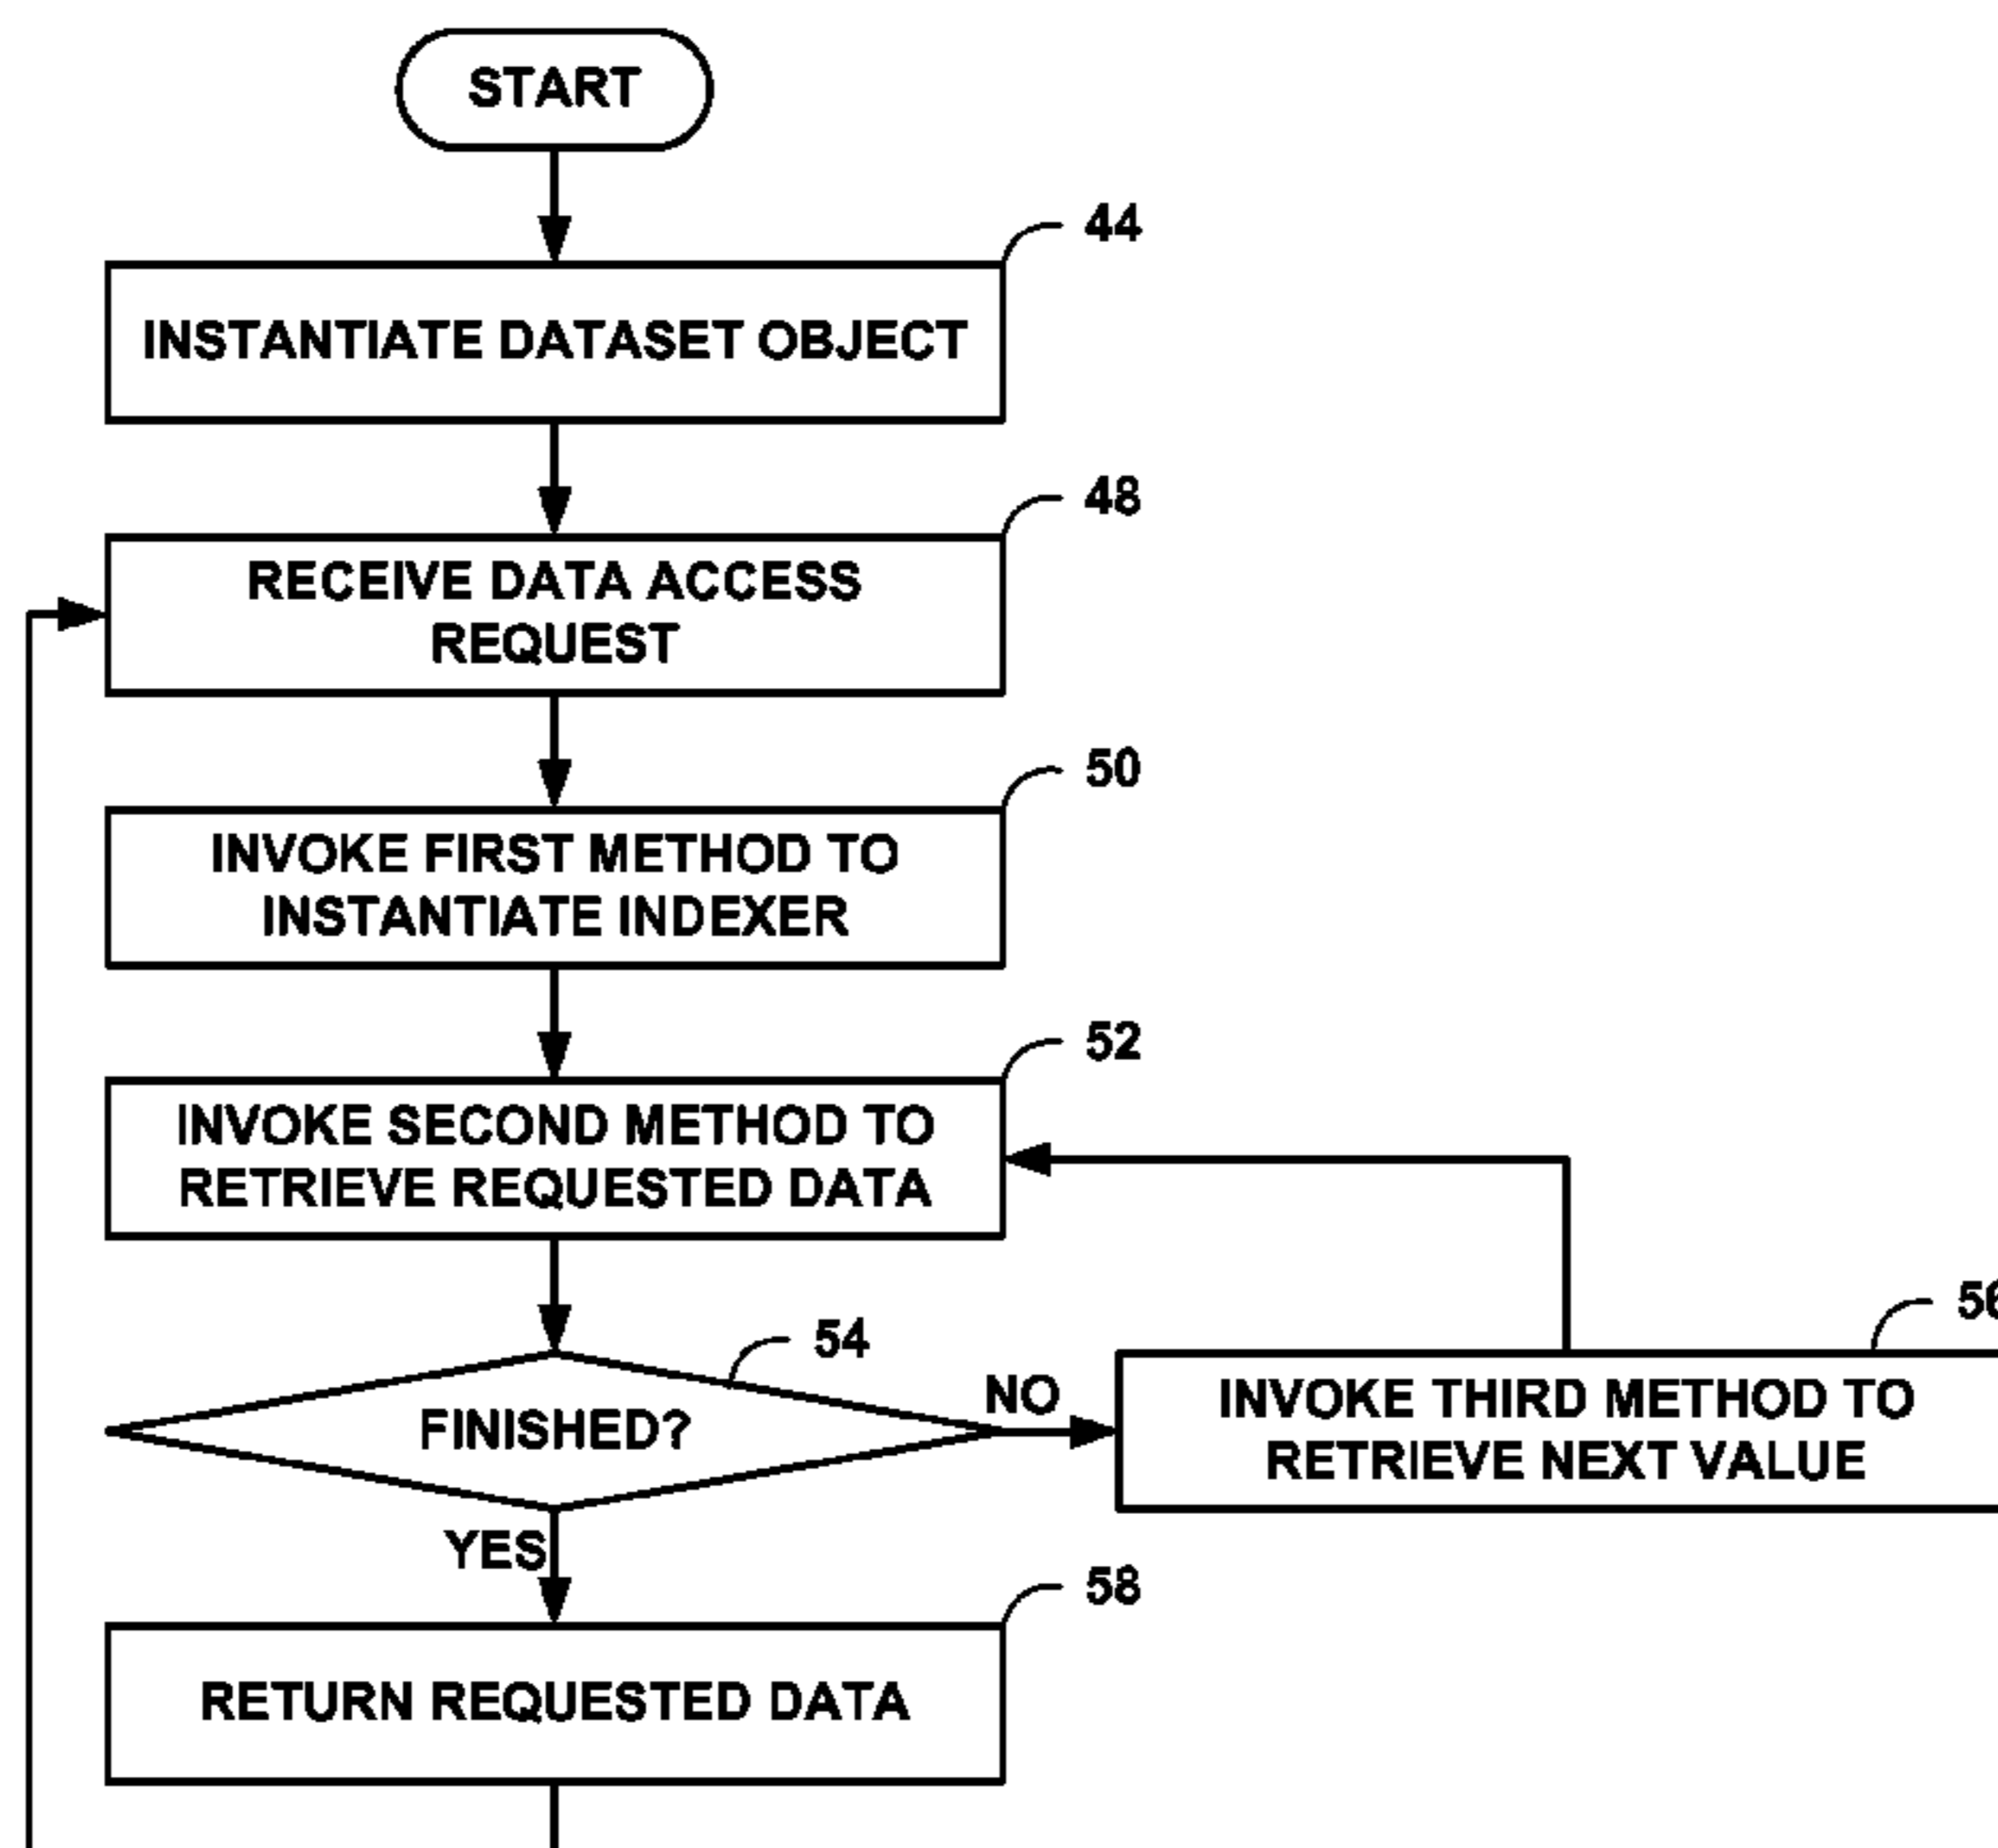 START
44
INSTANTIATE DATASET OBJECT
48
RECEIVE DATA ACCESS
REQUEST
50
INVOKE FIRST METHOD TO
INSTANTIATE INDEXER
52
INVOKE SECOND METHOD TO
RETRIEVE REQUESTED DATA
54
FINISHED?
NO
56
INVOKE THIRD METHOD TO
RETRIEVE NEXT VALUE
YES
58
RETURN REQUESTED DATA